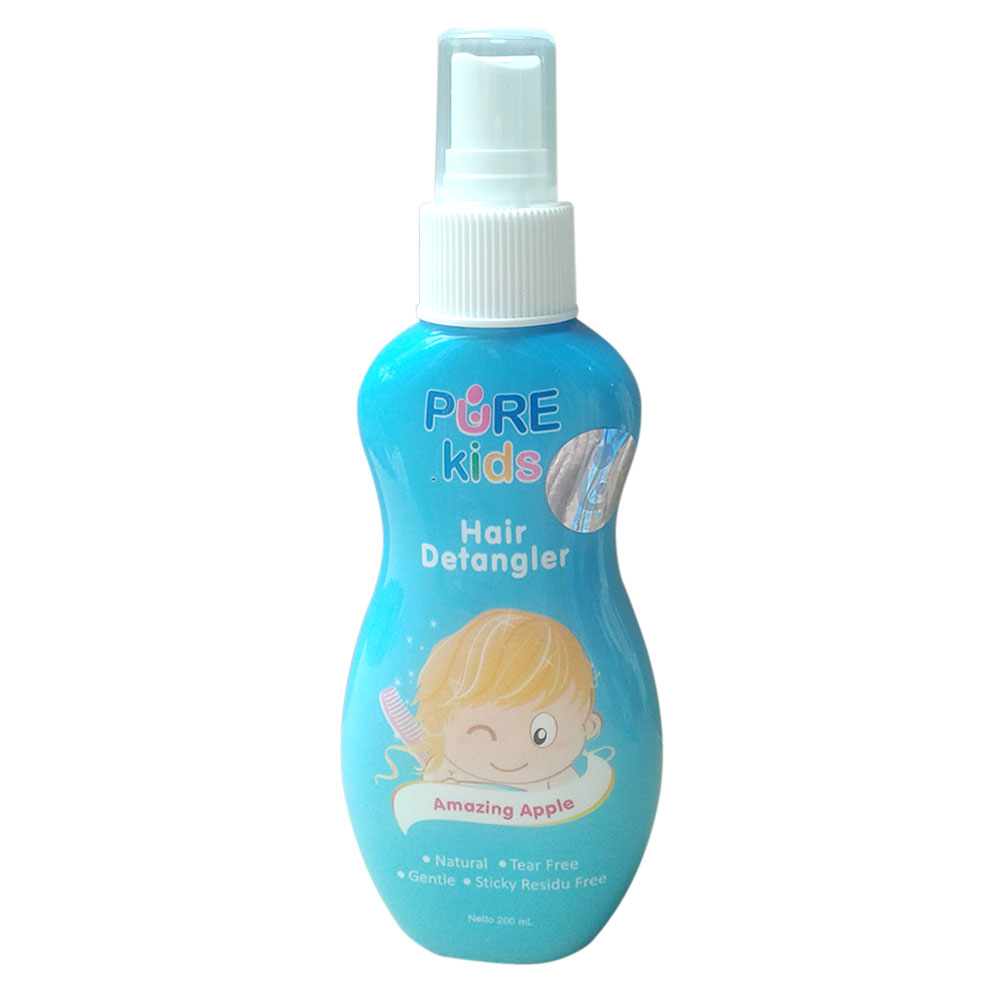 PURE
kids
Hair
Detangler
Amazing Apple
• Natural • Tear Free
• Gentle • Sticky Residu Free
Netto 200 mL